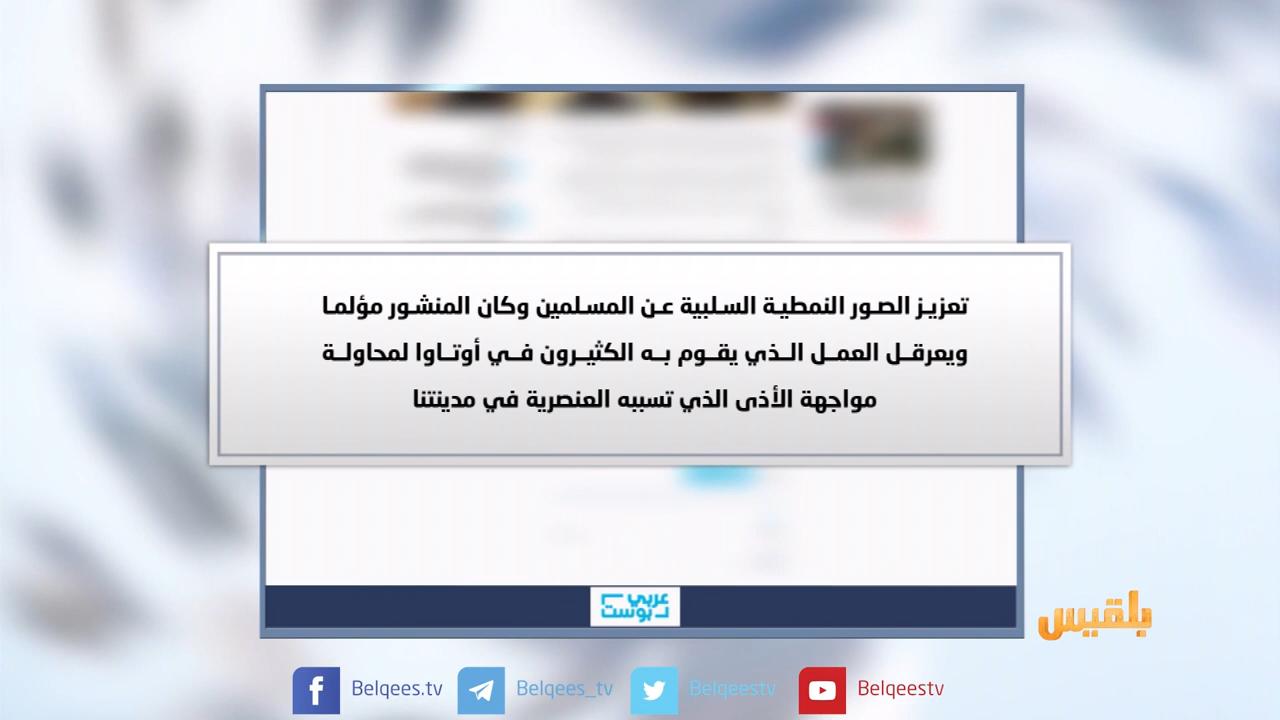 تعزيز الصور النمطية السلبية عن المسلمين وكان المنشور مؤلما
ويعرقل العمل الذي يقوم به الكثيرون في أوتاوا لمحاولة
مواجهة الأذى الذي تسببه العنصرية في مدينتنا
عربي
بوست
بلقيس
Belqees.tv Belqees_tv Belqeestv Belqeestv